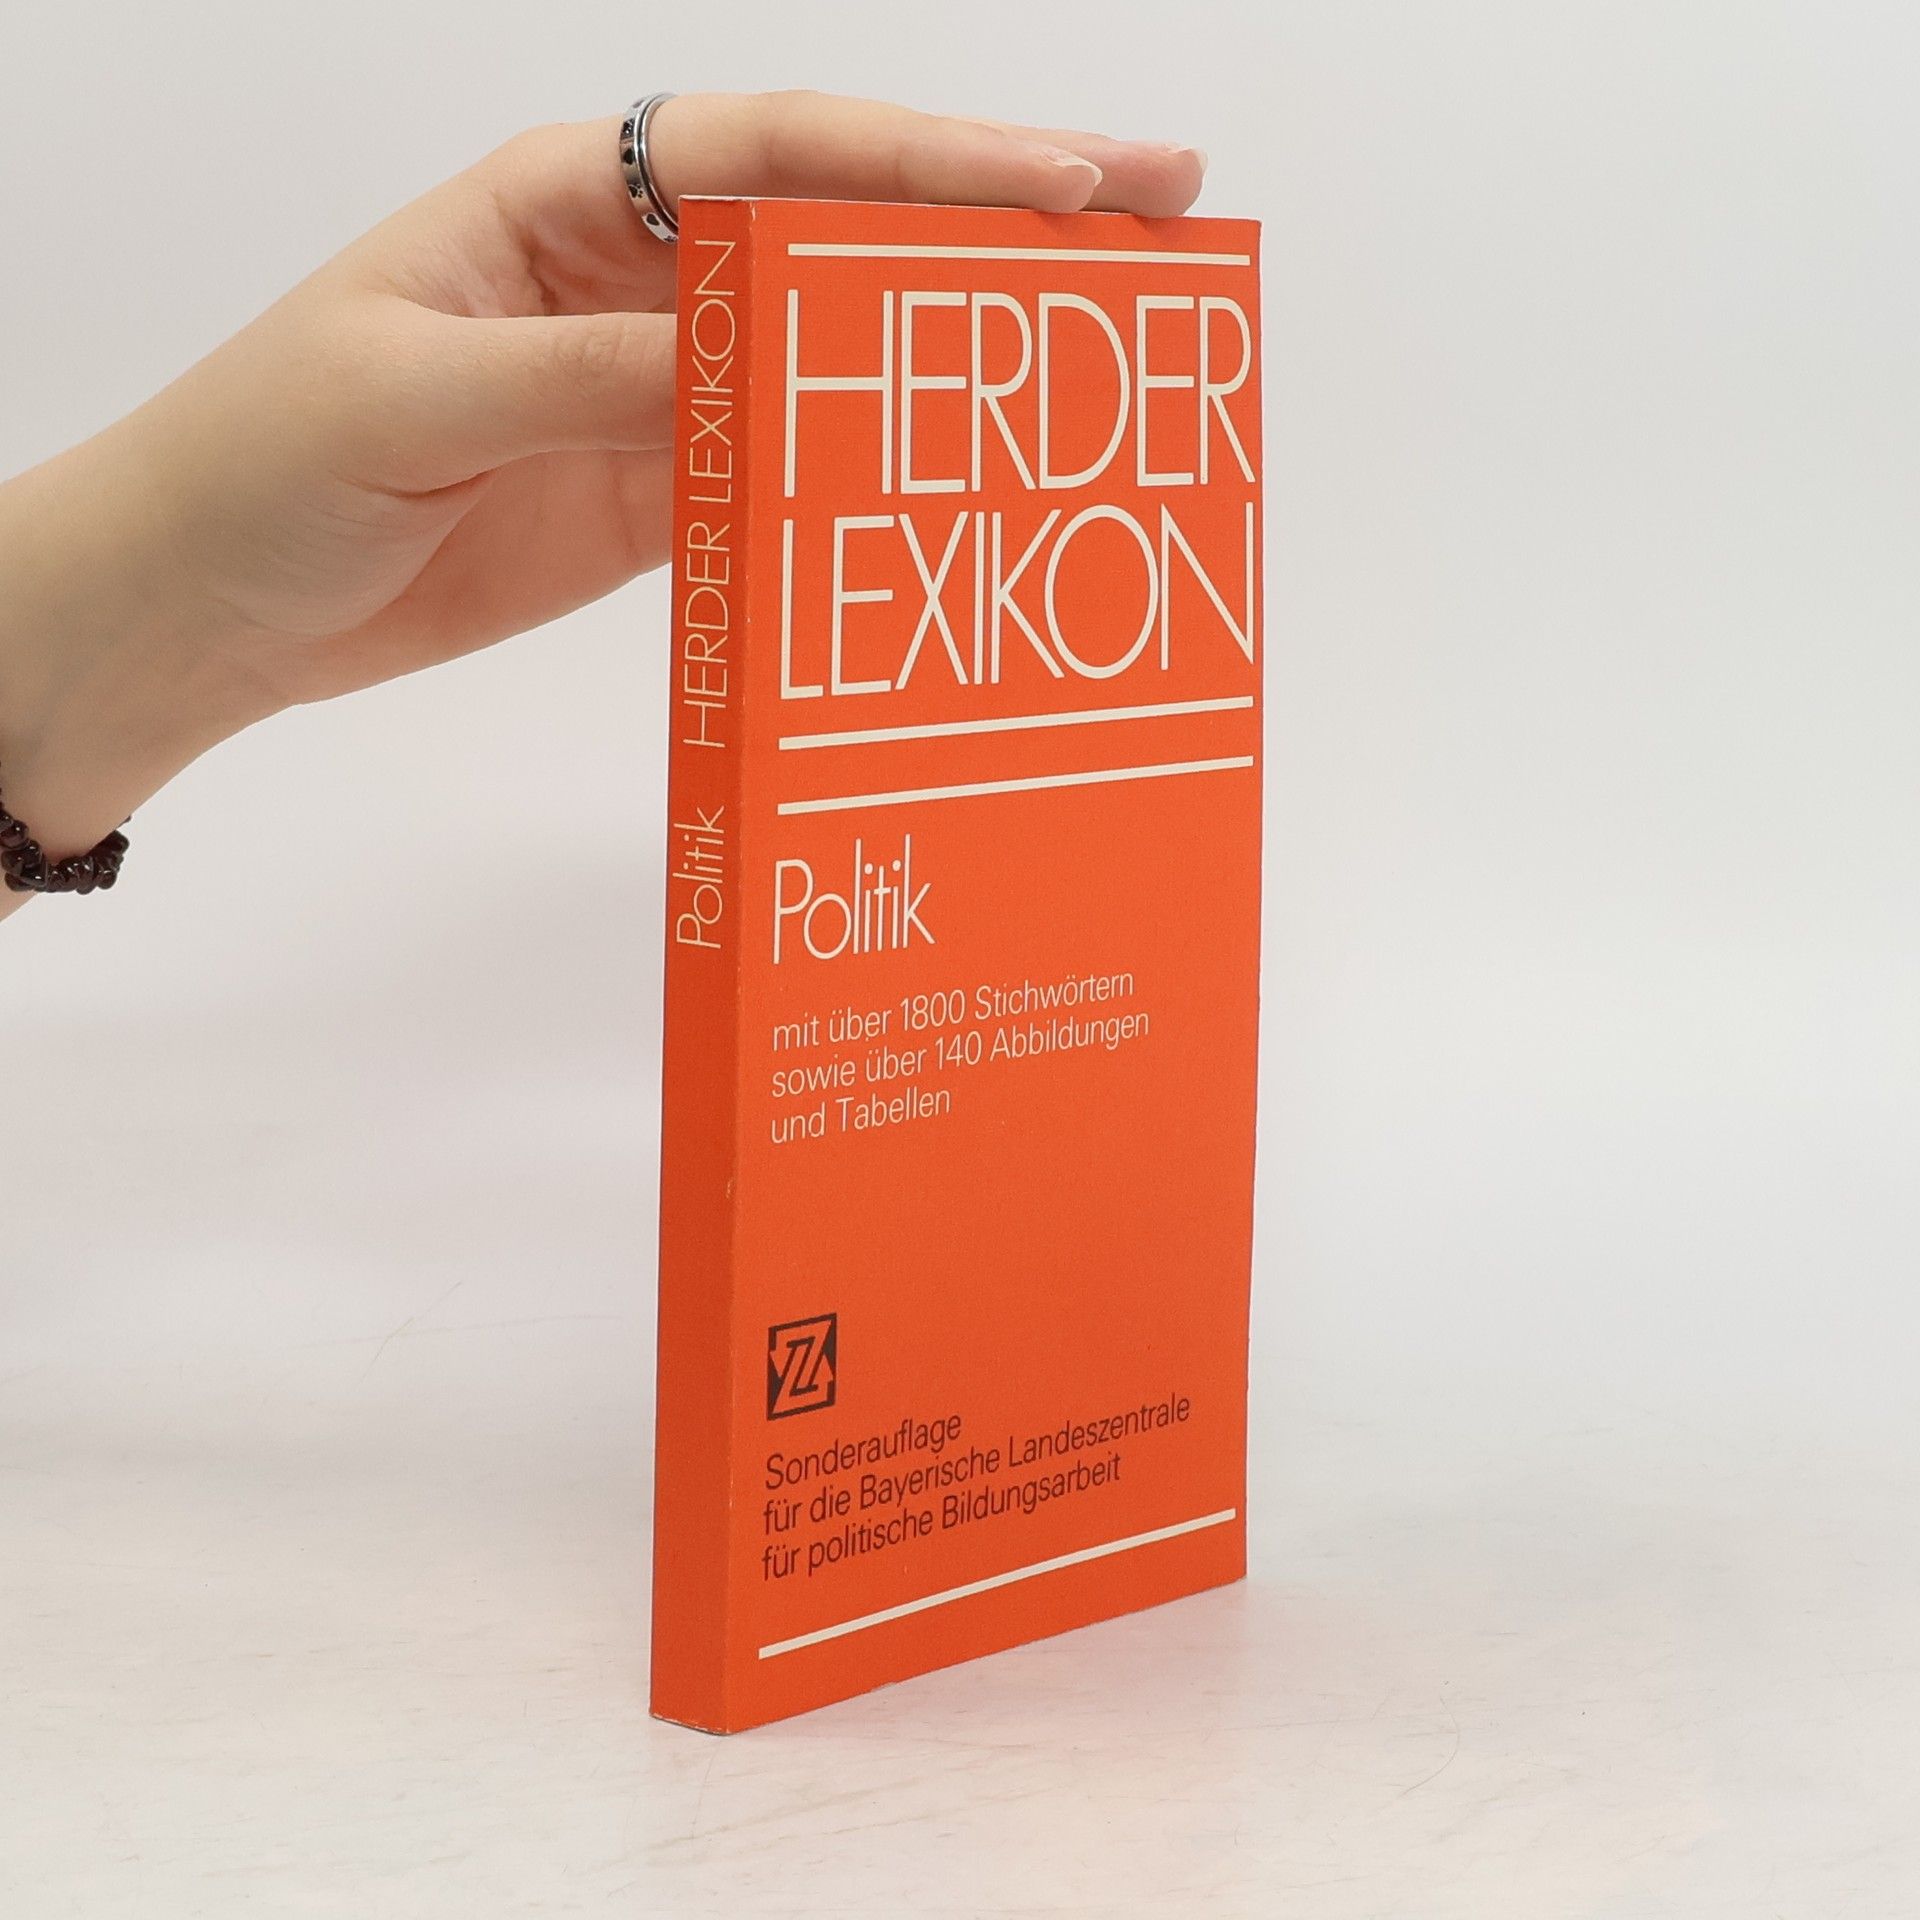 Politik HERDER LEXIKON
HERDER
LEXIKON
Politik
mit über 1800 Stichwörtern
sowie über 140 Abbildungen
und Tabellen
Sonderauflage
für die Bayerische Landeszentrale
für politische Bildungsarbeit